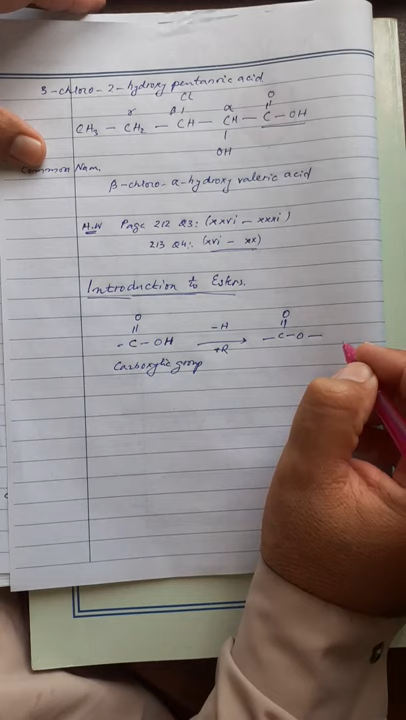 3-chloro-2-hydroxy pentanoic acid
Cl O
γ β α
CH₃ — CH₂ — CH — CH — C — OH
OH
Common Nam.
β-chloro-α-hydroxy valeric acid
H.W Page 212 Q3: (xxvi — xxxi)
213 Q4: (xvi — xx)
Introduction to Esters.
O -H O
- C - OH → — C - O —
+R
Carboxylic group